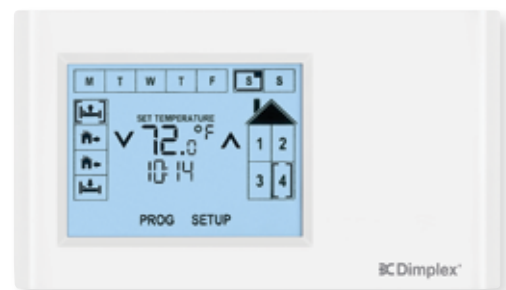 M T W T F S S
SET TEMPERATURE
72.0°F
10:14
1 2
3 4
PROG SETUP
Dimplex